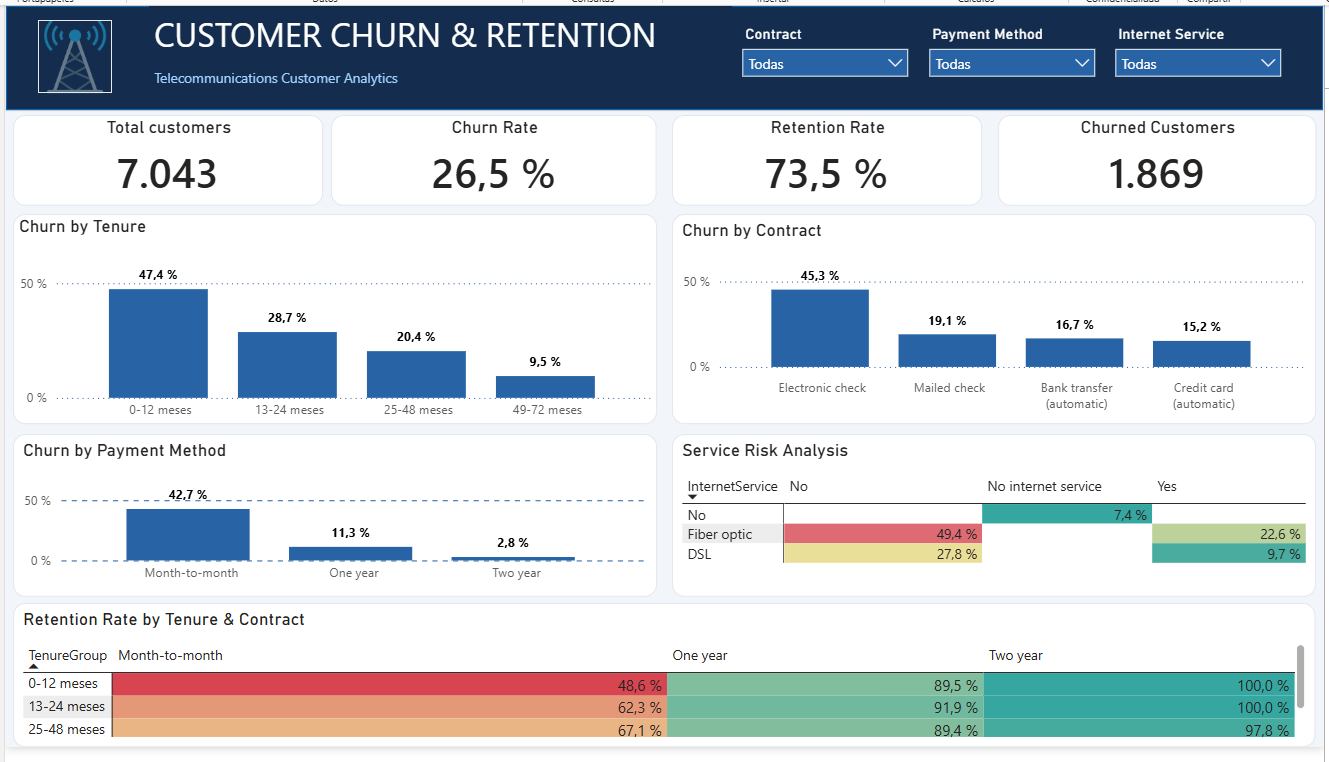 Portapapeles Datos Consultas Insertar Cálculos Confidencialidad Compartir
CUSTOMER CHURN & RETENTION
Telecommunications Customer Analytics
Contract Payment Method Internet Service
Todas Todas Todas
Total customers Churn Rate Retention Rate Churned Customers
7.043 26,5 % 73,5 % 1.869
Churn by Tenure
47,4 %
50 %
28,7 %
20,4 %
9,5 %
0 %
0-12 meses 13-24 meses 25-48 meses 49-72 meses
Churn by Contract
45,3 %
50 %
19,1 %
16,7 %
15,2 %
0 %
Electronic check Mailed check Bank transfer Credit card
(automatic) (automatic)
Churn by Payment Method
42,7 %
50 %
11,3 %
2,8 %
0 %
Month-to-month One year Two year
Service Risk Analysis
InternetService No No internet service Yes
No 7,4 %
Fiber optic 49,4 % 22,6 %
DSL 27,8 % 9,7 %
Retention Rate by Tenure & Contract
TenureGroup Month-to-month One year Two year
0-12 meses 48,6 % 89,5 % 100,0 %
13-24 meses 62,3 % 91,9 % 100,0 %
25-48 meses 67,1 % 89,4 % 97,8 %